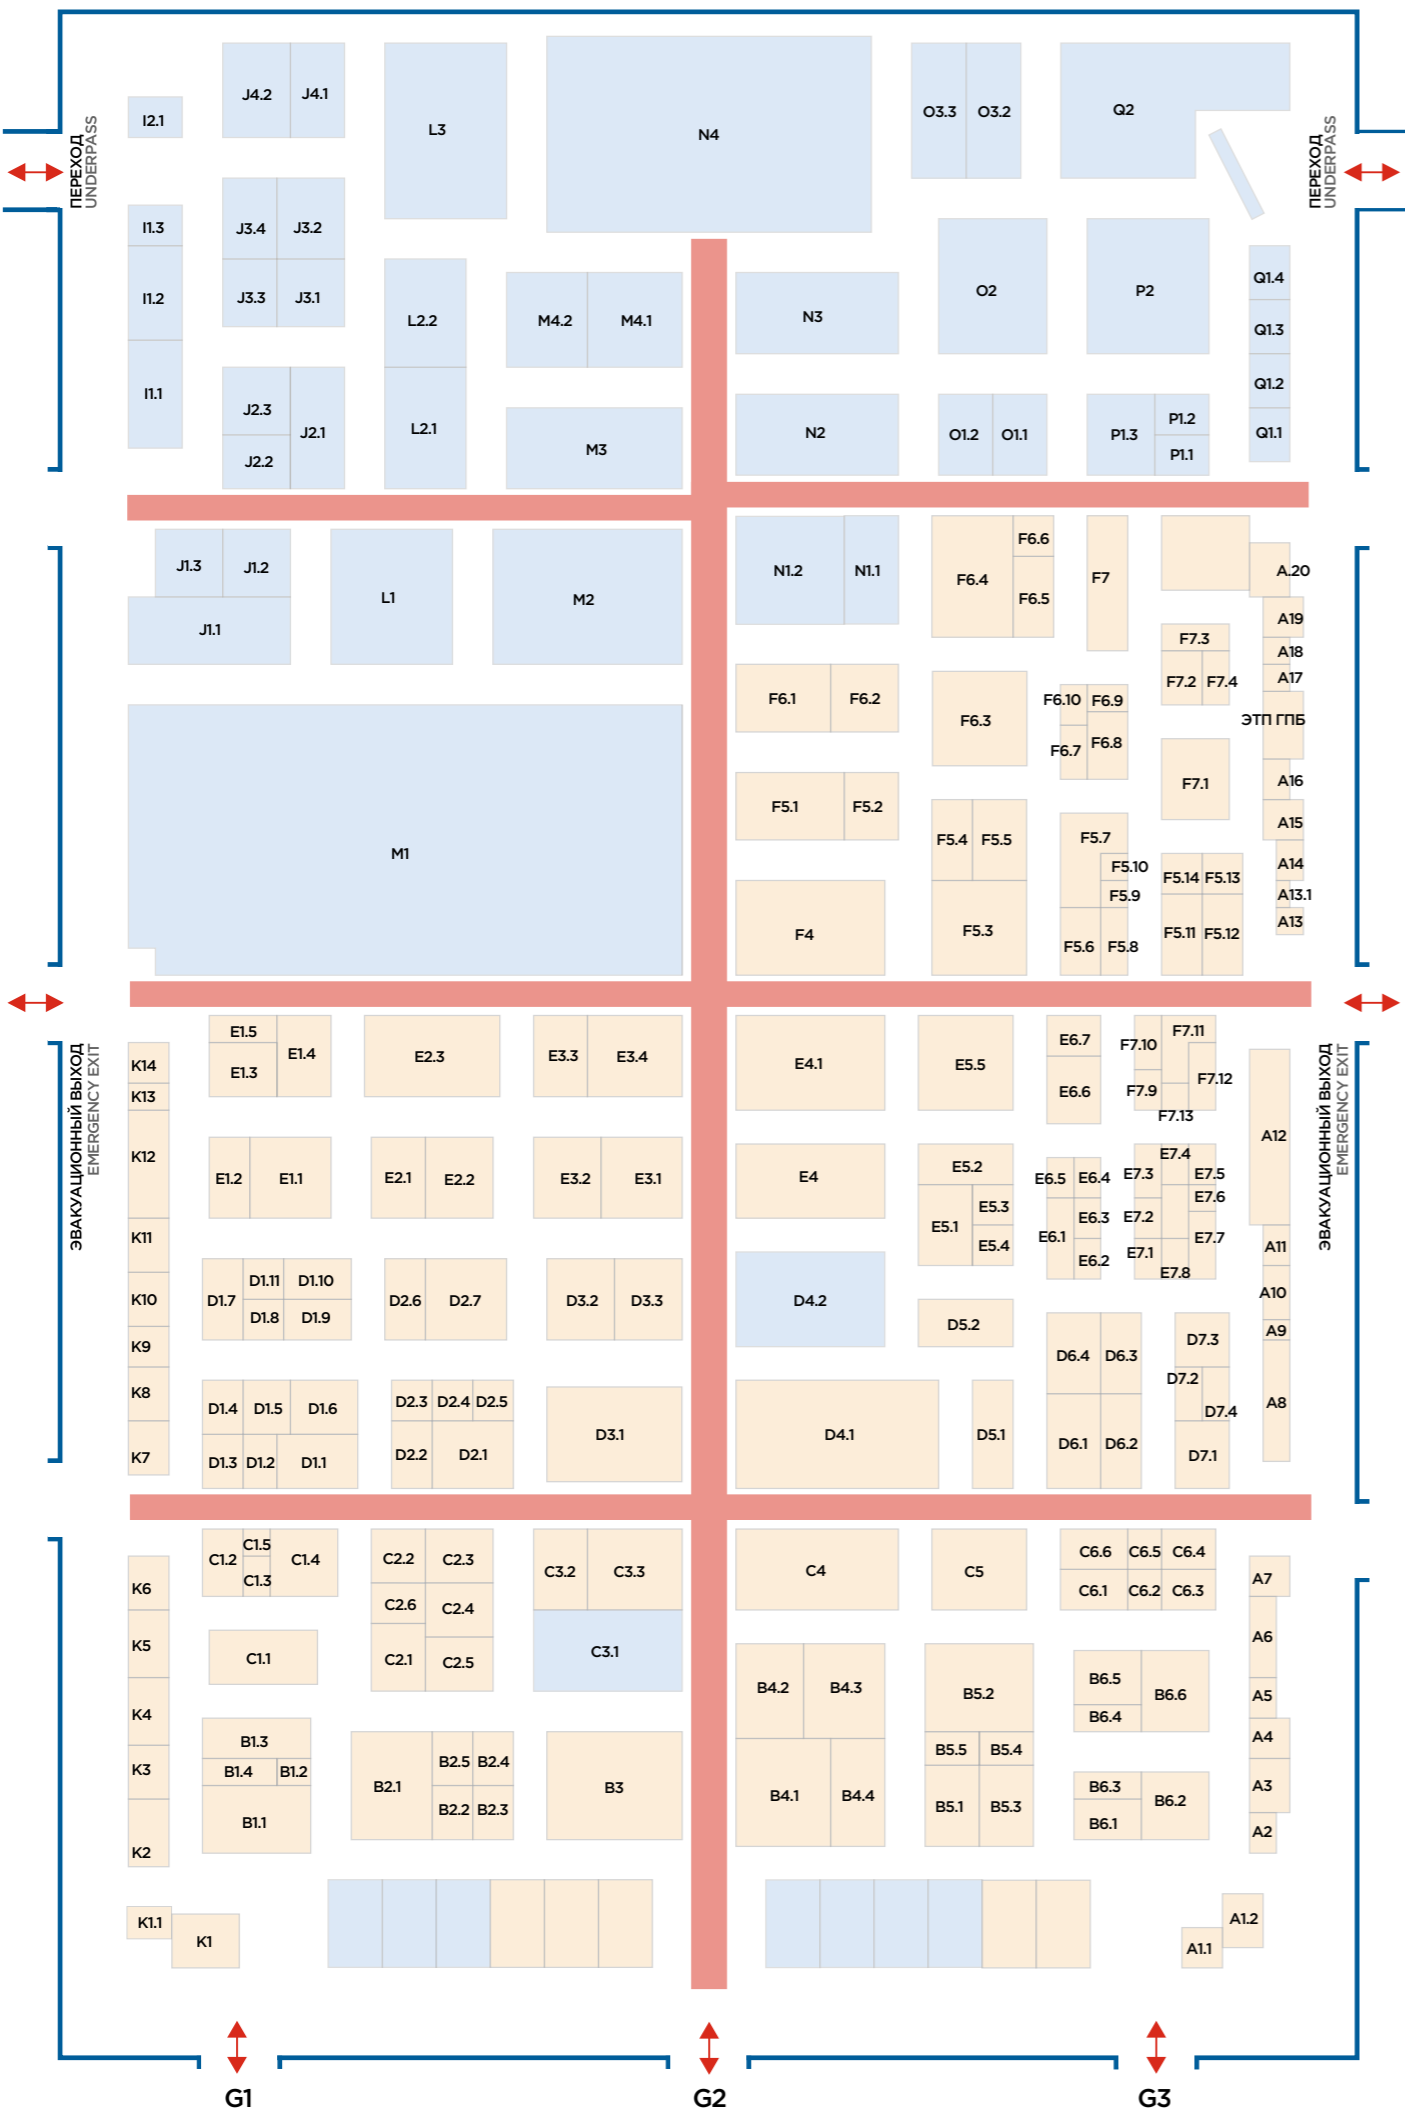 J4.2 J4.1
L3
N4
O3.3 O3.2
Q2
I2.1
ПЕРЕХОД
UNDERPASS
ПЕРЕХОД
UNDERPASS
I1.3
J3.4 J3.2
I1.2
J3.3 J3.1
L2.2
M4.2 M4.1
N3
O2
P2
Q1.4
Q1.3
I1.1
J2.3
J2.1
J2.2
L2.1
M3
N2
O1.2 O1.1
P1.3
P1.2
P1.1
Q1.2
Q1.1
J1.3 J1.2
J1.1
L1
M2
N1.2 N1.1
F6.4
F6.6
F6.5
F7
A.20
A19
F7.3
A18
F7.2 F7.4
A17
F6.1 F6.2
F6.3
F6.10 F6.9
F6.7 F6.8
ЭТП ГПБ
F7.1
A16
M1
F5.1 F5.2
F5.4 F5.5
F5.7
F5.10
F5.9
A15
A14
F5.14 F5.13
A13.1
A13
F4
F5.3
F5.6 F5.8
F5.11 F5.12
ЭВАКУАЦИОННЫЙ ВЫХОД
EMERGENCY EXIT
ЭВАКУАЦИОННЫЙ ВЫХОД
EMERGENCY EXIT
K14
E1.5
E1.4
E1.3
E2.3
E3.3 E3.4
E4.1
E5.5
E6.7
E6.6
F7.10
F7.11
F7.12
F7.9
F7.13
K13
K12
E1.2 E1.1
E2.1 E2.2
E3.2 E3.1
E4
E5.2
E5.1
E5.3
E5.4
E6.5 E6.4
E6.3
E6.1
E6.2
E7.4
E7.3 E7.5
E7.6
E7.2
E7.7
E7.1
E7.8
A12
K11
A11
K10
D1.7
D1.11 D1.10
D1.8 D1.9
D2.6 D2.7
D3.2 D3.3
D4.2
D5.2
A10
A9
K9
D6.4 D6.3
D7.3
D7.2
D7.4
A8
K8
D1.4 D1.5 D1.6
D2.3 D2.4 D2.5
D3.1
D4.1
D5.1
K7
D1.3 D1.2 D1.1
D2.2 D2.1
D6.1 D6.2
D7.1
C1.2
C1.5
C1.3
C1.4
C2.2 C2.3
C3.2 C3.3
C4
C5
C6.6 C6.5 C6.4
C6.1 C6.2 C6.3
A7
K6
C2.6 C2.4
K5
C1.1
C2.1 C2.5
C3.1
A6
B4.2 B4.3
B5.2
B6.5
B6.6
B6.4
A5
K4
B1.3
A4
K3
B1.4 B1.2
B2.1
B2.5 B2.4
B3
B5.5 B5.4
B6.3
B6.2
A3
B1.1
B2.2 B2.3
B4.1 B4.4
B5.1 B5.3
B6.1
A2
K2
K1.1
K1
A1.2
A1.1
G1
G2
G3